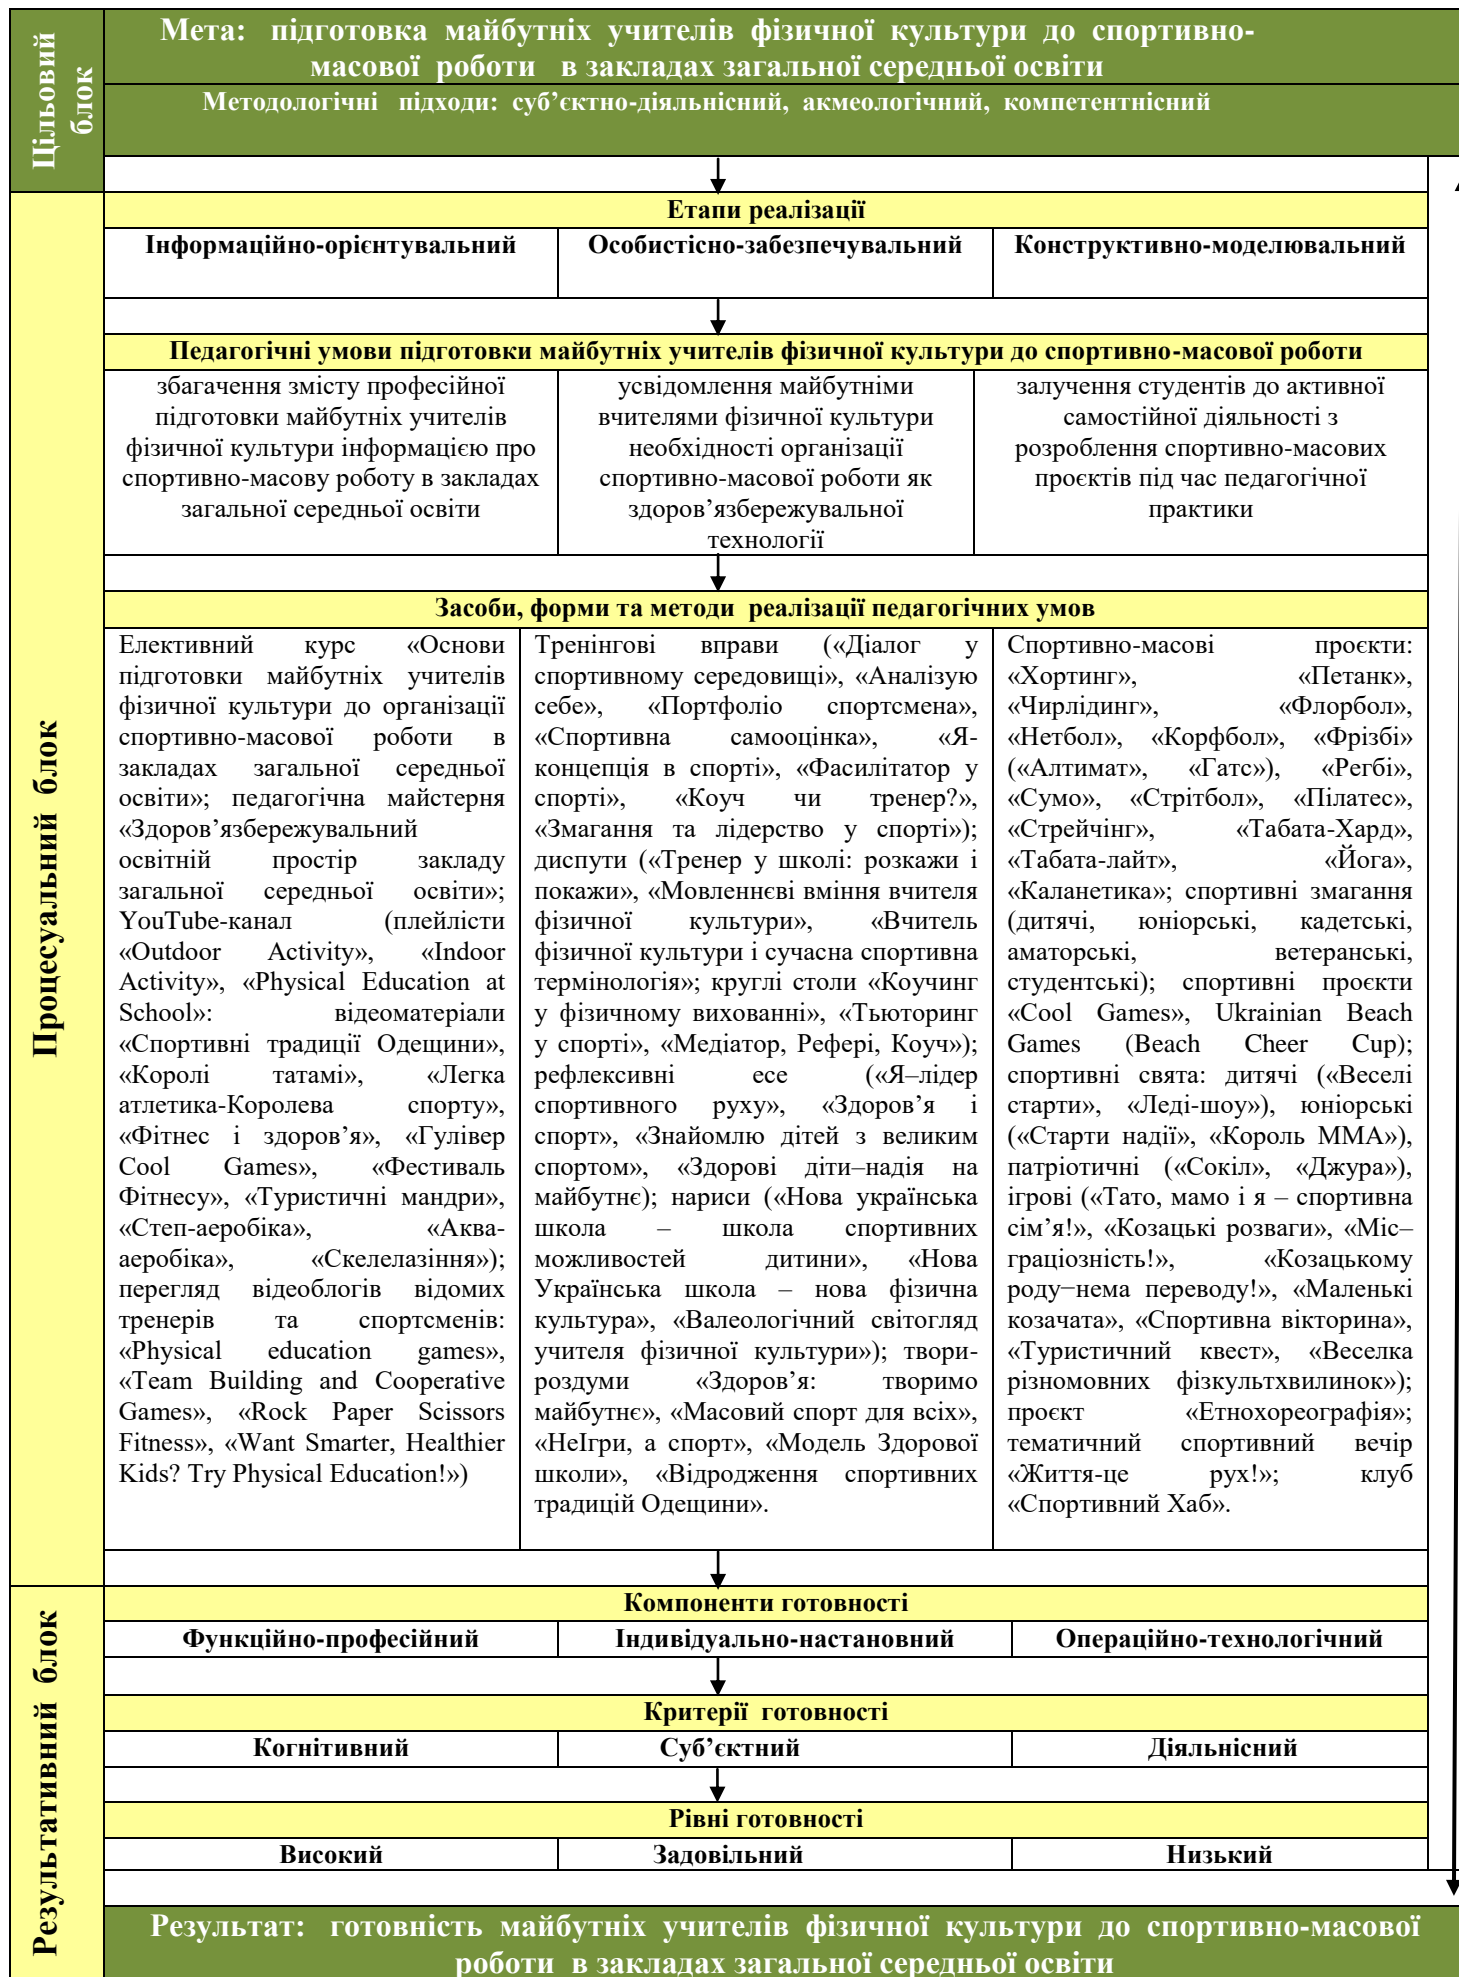 Цільовий
блок
Мета: підготовка майбутніх учителів фізичної культури до спортивно-
масової роботи в закладах загальної середньої освіти
Методологічні підходи: суб’єктно-діяльнісний, акмеологічний, компетентнісний
Процесуальний блок
Етапи реалізації
Інформаційно-орієнтувальний
Особистісно-забезпечувальний
Конструктивно-моделювальний
Педагогічні умови підготовки майбутніх учителів фізичної культури до спортивно-масової роботи
збагачення змісту професійної
підготовки майбутніх учителів
фізичної культури інформацією про
спортивно-масову роботу в закладах
загальної середньої освіти
усвідомлення майбутніми
вчителями фізичної культури
необхідності організації
спортивно-масової роботи як
здоров’язбережувальної
технології
залучення студентів до активної
самостійної діяльності з
розроблення спортивно-масових
проєктів під час педагогічної
практики
Засоби, форми та методи реалізації педагогічних умов
Елективний курс «Основи
підготовки майбутніх учителів
фізичної культури до організації
спортивно-масової роботи в
закладах загальної середньої
освіти»; педагогічна майстерня
«Здоров’язбережувальний
освітній простір закладу
загальної середньої освіти»;
YouTube-канал (плейлісти
«Outdoor Activity», «Indoor
Activity», «Physical Education at
School»: відеоматеріали
«Спортивні традиції Одещини»,
«Королі татамі», «Легка
атлетика-Королева спорту»,
«Фітнес і здоров’я», «Гулівер
Cool Games», «Фестиваль
Фітнесу», «Туристичні мандри»,
«Степ-аеробіка», «Аква-
аеробіка», «Скелелазіння»);
перегляд відеоблогів відомих
тренерів та спортсменів:
«Physical education games»,
«Team Building and Cooperative
Games», «Rock Paper Scissors
Fitness», «Want Smarter, Healthier
Kids? Try Physical Education!»)
Тренінгові вправи («Діалог у
спортивному середовищі», «Аналізую
себе», «Портфоліо спортсмена»,
«Спортивна самооцінка», «Я-
концепція в спорті», «Фасилітатор у
спорті», «Коуч чи тренер?»,
«Змагання та лідерство у спорті»);
диспути («Тренер у школі: розкажи і
покажи», «Мовленнєві вміння вчителя
фізичної культури», «Вчитель
фізичної культури і сучасна спортивна
термінологія»; круглі столи «Коучинг
у фізичному вихованні», «Тьюторинг
у спорті», «Медіатор, Рефері, Коуч»);
рефлексивні есе («Я–лідер
спортивного руху», «Здоров’я і
спорт», «Знайомлю дітей з великим
спортом», «Здорові діти–надія на
майбутнє); нариси («Нова українська
школа – школа спортивних
можливостей дитини», «Нова
Українська школа – нова фізична
культура», «Валеологічний світогляд
учителя фізичної культури»); твори-
роздуми «Здоров’я: творимо
майбутнє», «Масовий спорт для всіх»,
«НеІгри, а спорт», «Модель Здорової
школи», «Відродження спортивних
традицій Одещини».
Спортивно-масові проєкти:
«Хортинг», «Петанк»,
«Чирлідинг», «Флорбол»,
«Нетбол», «Корфбол», «Фрізбі»
(«Алтимат», «Гатс»), «Регбі»,
«Сумо», «Стрітбол», «Пілатес»,
«Стрейчінг», «Табата-Хард»,
«Табата-лайт», «Йога»,
«Каланетика»; спортивні змагання
(дитячі, юніорські, кадетські,
аматорські, ветеранські,
студентські); спортивні проєкти
«Cool Games», Ukrainian Beach
Games (Beach Cheer Cup);
спортивні свята: дитячі («Веселі
старти», «Леді-шоу»), юніорські
(«Старти надії», «Король ММА»),
патріотичні («Сокіл», «Джура»),
ігрові («Тато, мамо і я – спортивна
сім’я!», «Козацькі розваги», «Міс–
граціозність!», «Козацькому
роду–нема переводу!», «Маленькі
козачата», «Спортивна вікторина»,
«Туристичний квест», «Веселка
різномовних фізкультхвилинок»);
проєкт «Етнохореографія»;
тематичний спортивний вечір
«Життя-це рух!»; клуб
«Спортивний Хаб».
Результативний блок
Компоненти готовності
Функційно-професійний
Індивідуально-настановний
Операційно-технологічний
Критерії готовності
Когнітивний
Суб’єктний
Діяльнісний
Рівні готовності
Високий
Задовільний
Низький
Результат: готовність майбутніх учителів фізичної культури до спортивно-масової
роботи в закладах загальної середньої освіти